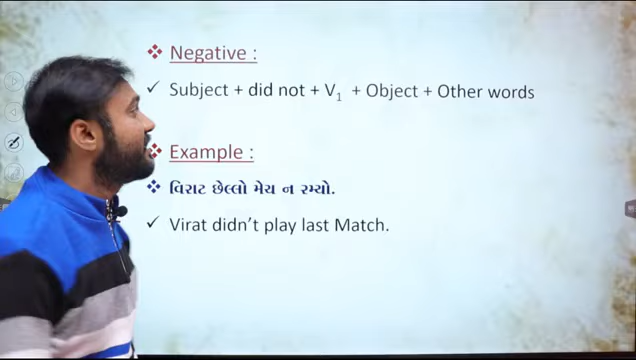 Negative :
Subject + did not + V1 + Object + Other words
Example :
વિરાટ છેલ્લો મેચ ન રમ્યો.
Virat didn't play last Match.